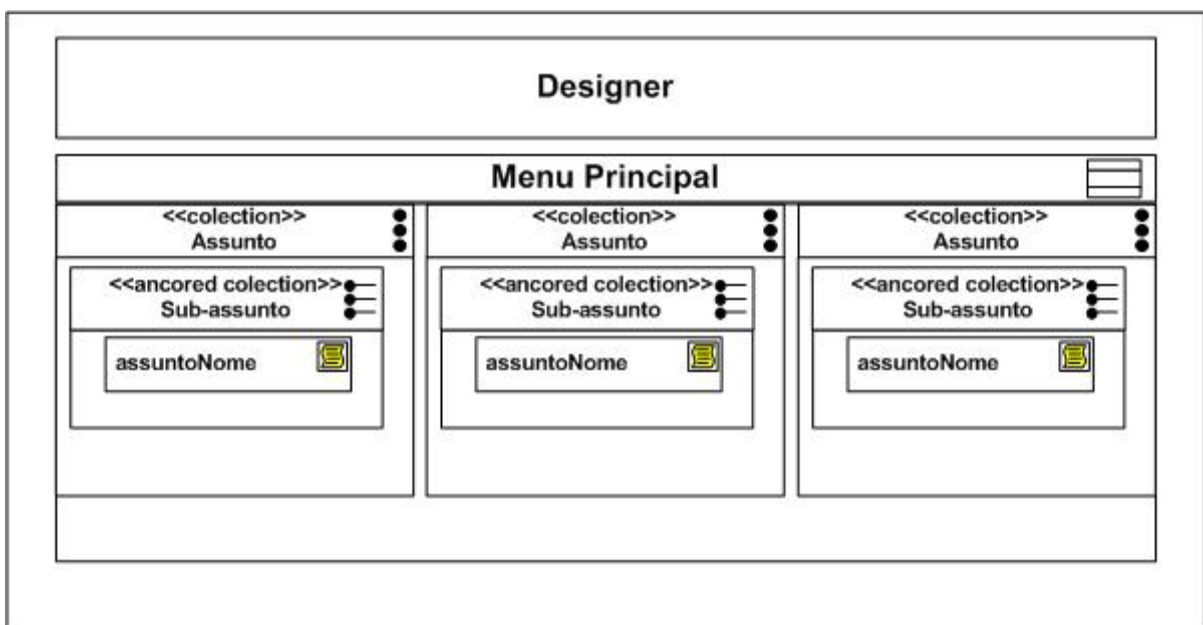 Designer
Menu Principal
<<colection>>
Assunto
<<ancored colection>>
Sub-assunto
assuntoNome
<<colection>>
Assunto
<<ancored colection>>
Sub-assunto
assuntoNome
<<colection>>
Assunto
<<ancored colection>>
Sub-assunto
assuntoNome